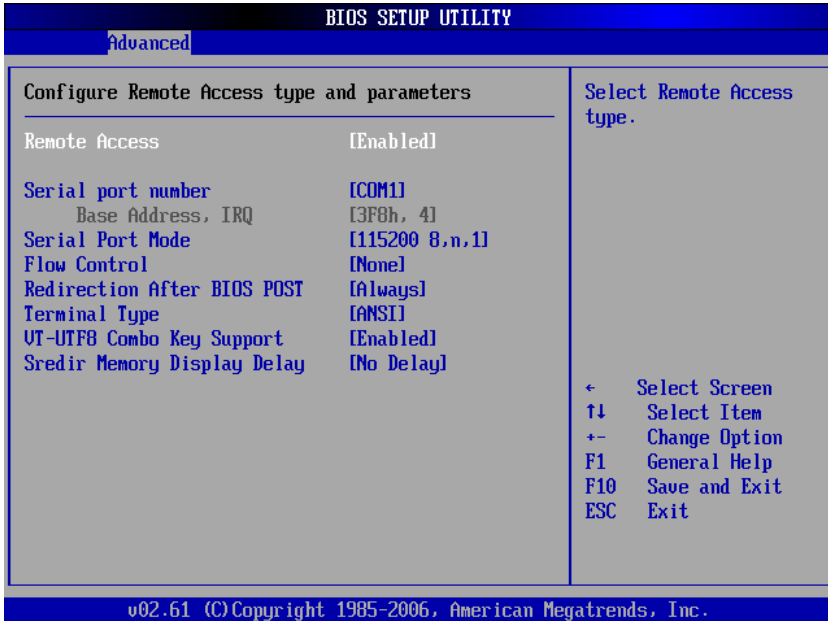 BIOS SETUP UTILITY
Advanced
Configure Remote Access type and parameters
Remote Access [Enabled]
Serial port number [COM1]
Base Address, IRQ [3F8h, 4]
Serial Port Mode [115200 8,n,1]
Flow Control [None]
Redirection After BIOS POST [Always]
Terminal Type [ANSI]
VT-UTF8 Combo Key Support [Enabled]
Sredir Memory Display Delay [No Delay]
Select Remote Access
type.
← Select Screen
↑↓ Select Item
+- Change Option
F1 General Help
F10 Save and Exit
ESC Exit
v02.61 (C)Copyright 1985-2006, American Megatrends, Inc.